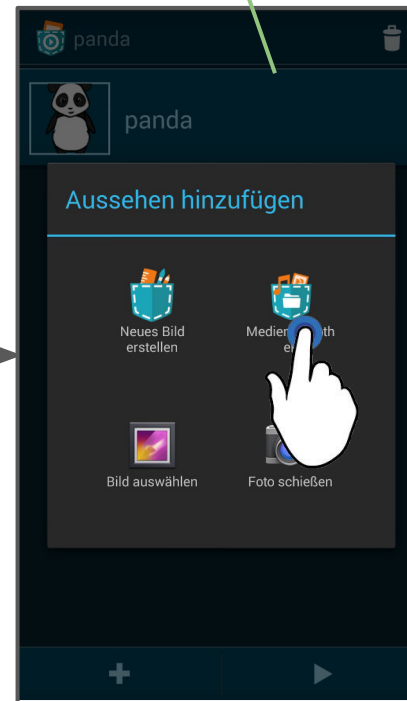 panda
panda
Aussehen hinzufügen
Neues Bild
erstellen
Bild auswählen
Foto schießen